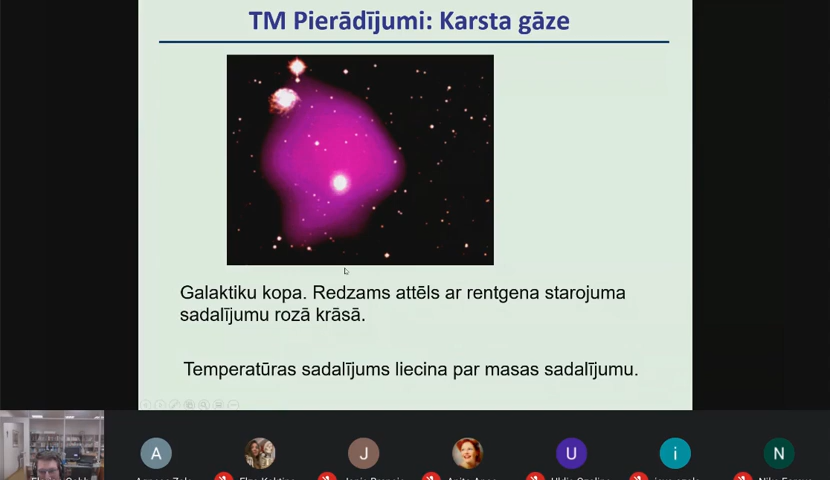 TM Pierādījumi: Karsta gāze
Galaktiku kopa. Redzams attēls ar rentgena starojuma
sadalījumu rozā krāsā.
Temperatūras sadalījums liecina par masas sadalījumu.
A
J
U
i
N